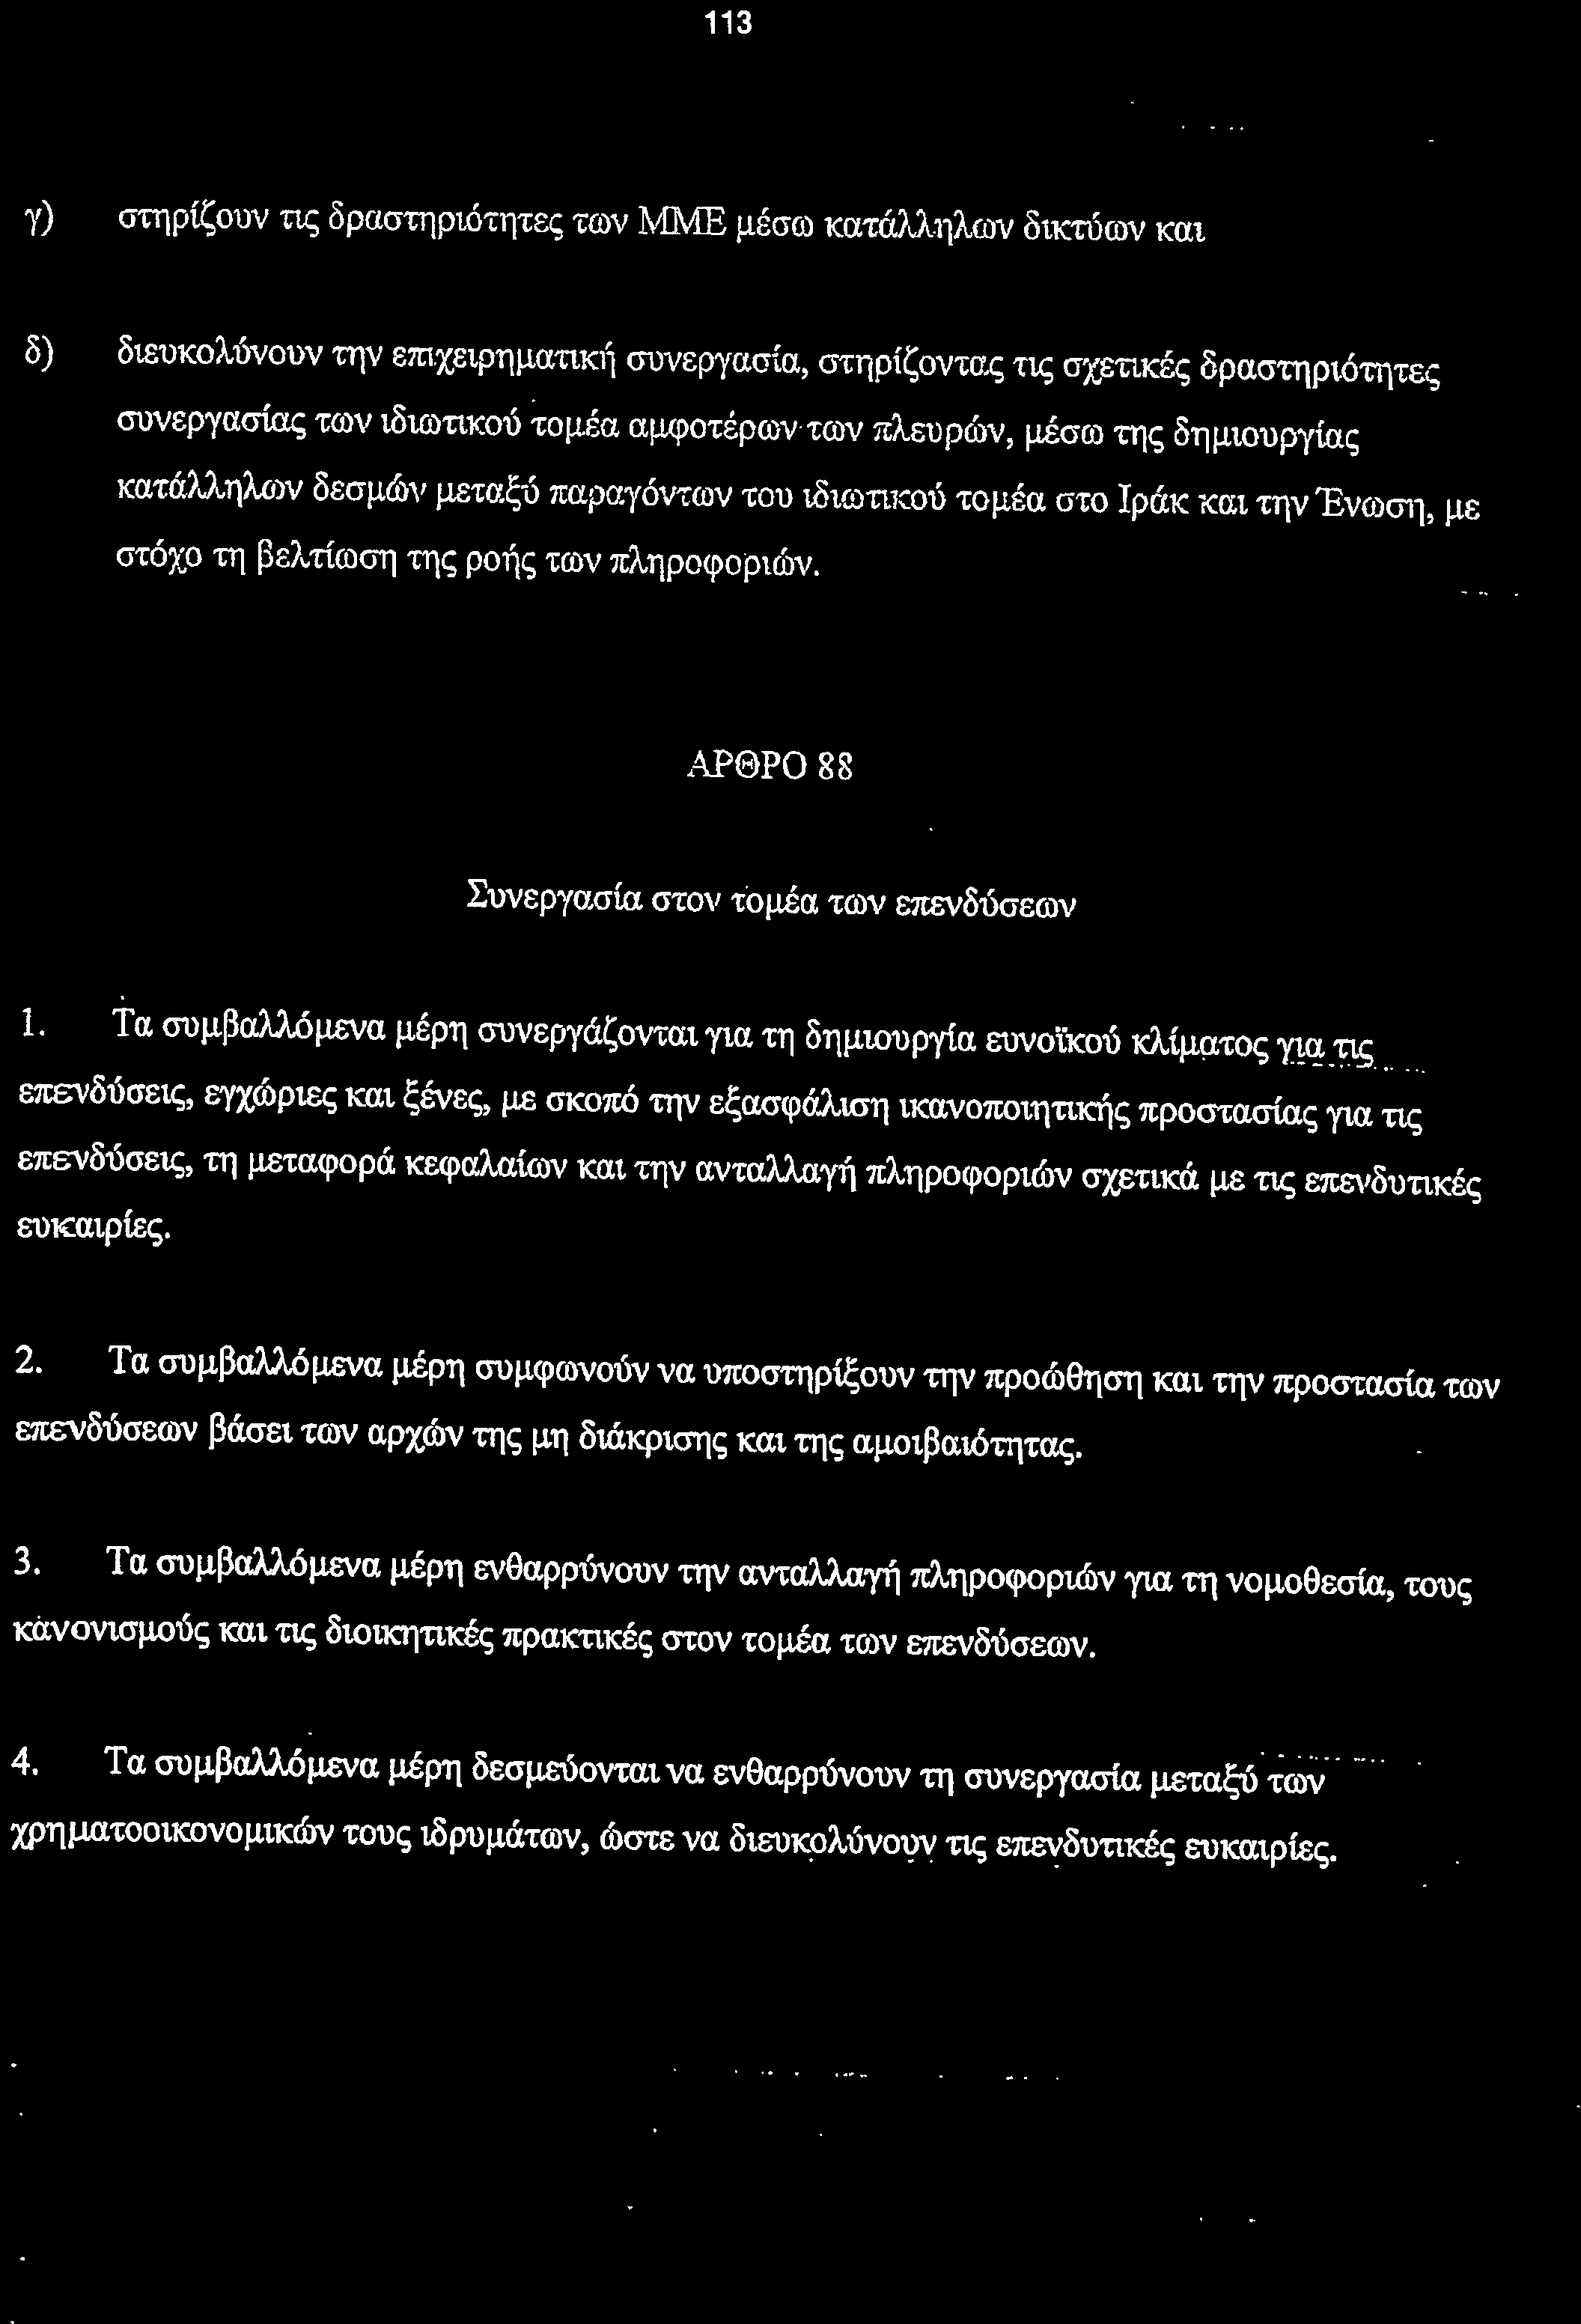 113
γ) στηρίζουν τις δραστηριότητες των ΜΜΕ μέσω κατάλληλων δικτύων και
δ) διευκολύνουν την επιχειρηματική συνεργασία, στηρίζοντας τις σχετικές δραστηριότητες
συνεργασίας των ιδιωτικού τομέα αμφοτέρων των πλευρών, μέσω της δημιουργίας
κατάλληλων δεσμών μεταξύ παραγόντων του ιδιωτικού τομέα στο Ιράκ και την Ένωση, με
στόχο τη βελτίωση της ροής των πληροφοριών.
ΑΡΘΡΟ 88
Συνεργασία στον τομέα των επενδύσεων
1. Τα συμβαλλόμενα μέρη συνεργάζονται για τη δημιουργία ευνοϊκού κλίματος για τις
επενδύσεις, εγχώριες και ξένες, με σκοπό την εξασφάλιση ικανοποιητικής προστασίας για τις
επενδύσεις, τη μεταφορά κεφαλαίων και την ανταλλαγή πληροφοριών σχετικά με τις επενδυτικές
ευκαιρίες.
2. Τα συμβαλλόμενα μέρη συμφωνούν να υποστηρίξουν την προώθηση και την προστασία των
επενδύσεων βάσει των αρχών της μη διάκρισης και της αμοιβαιότητας.
3. Τα συμβαλλόμενα μέρη ενθαρρύνουν την ανταλλαγή πληροφοριών για τη νομοθεσία, τους
κανονισμούς και τις διοικητικές πρακτικές στον τομέα των επενδύσεων.
4. Τα συμβαλλόμενα μέρη δεσμεύονται να ενθαρρύνουν τη συνεργασία μεταξύ των
χρηματοοικονομικών τους ιδρυμάτων, ώστε να διευκολύνουν τις επενδυτικές ευκαιρίες.